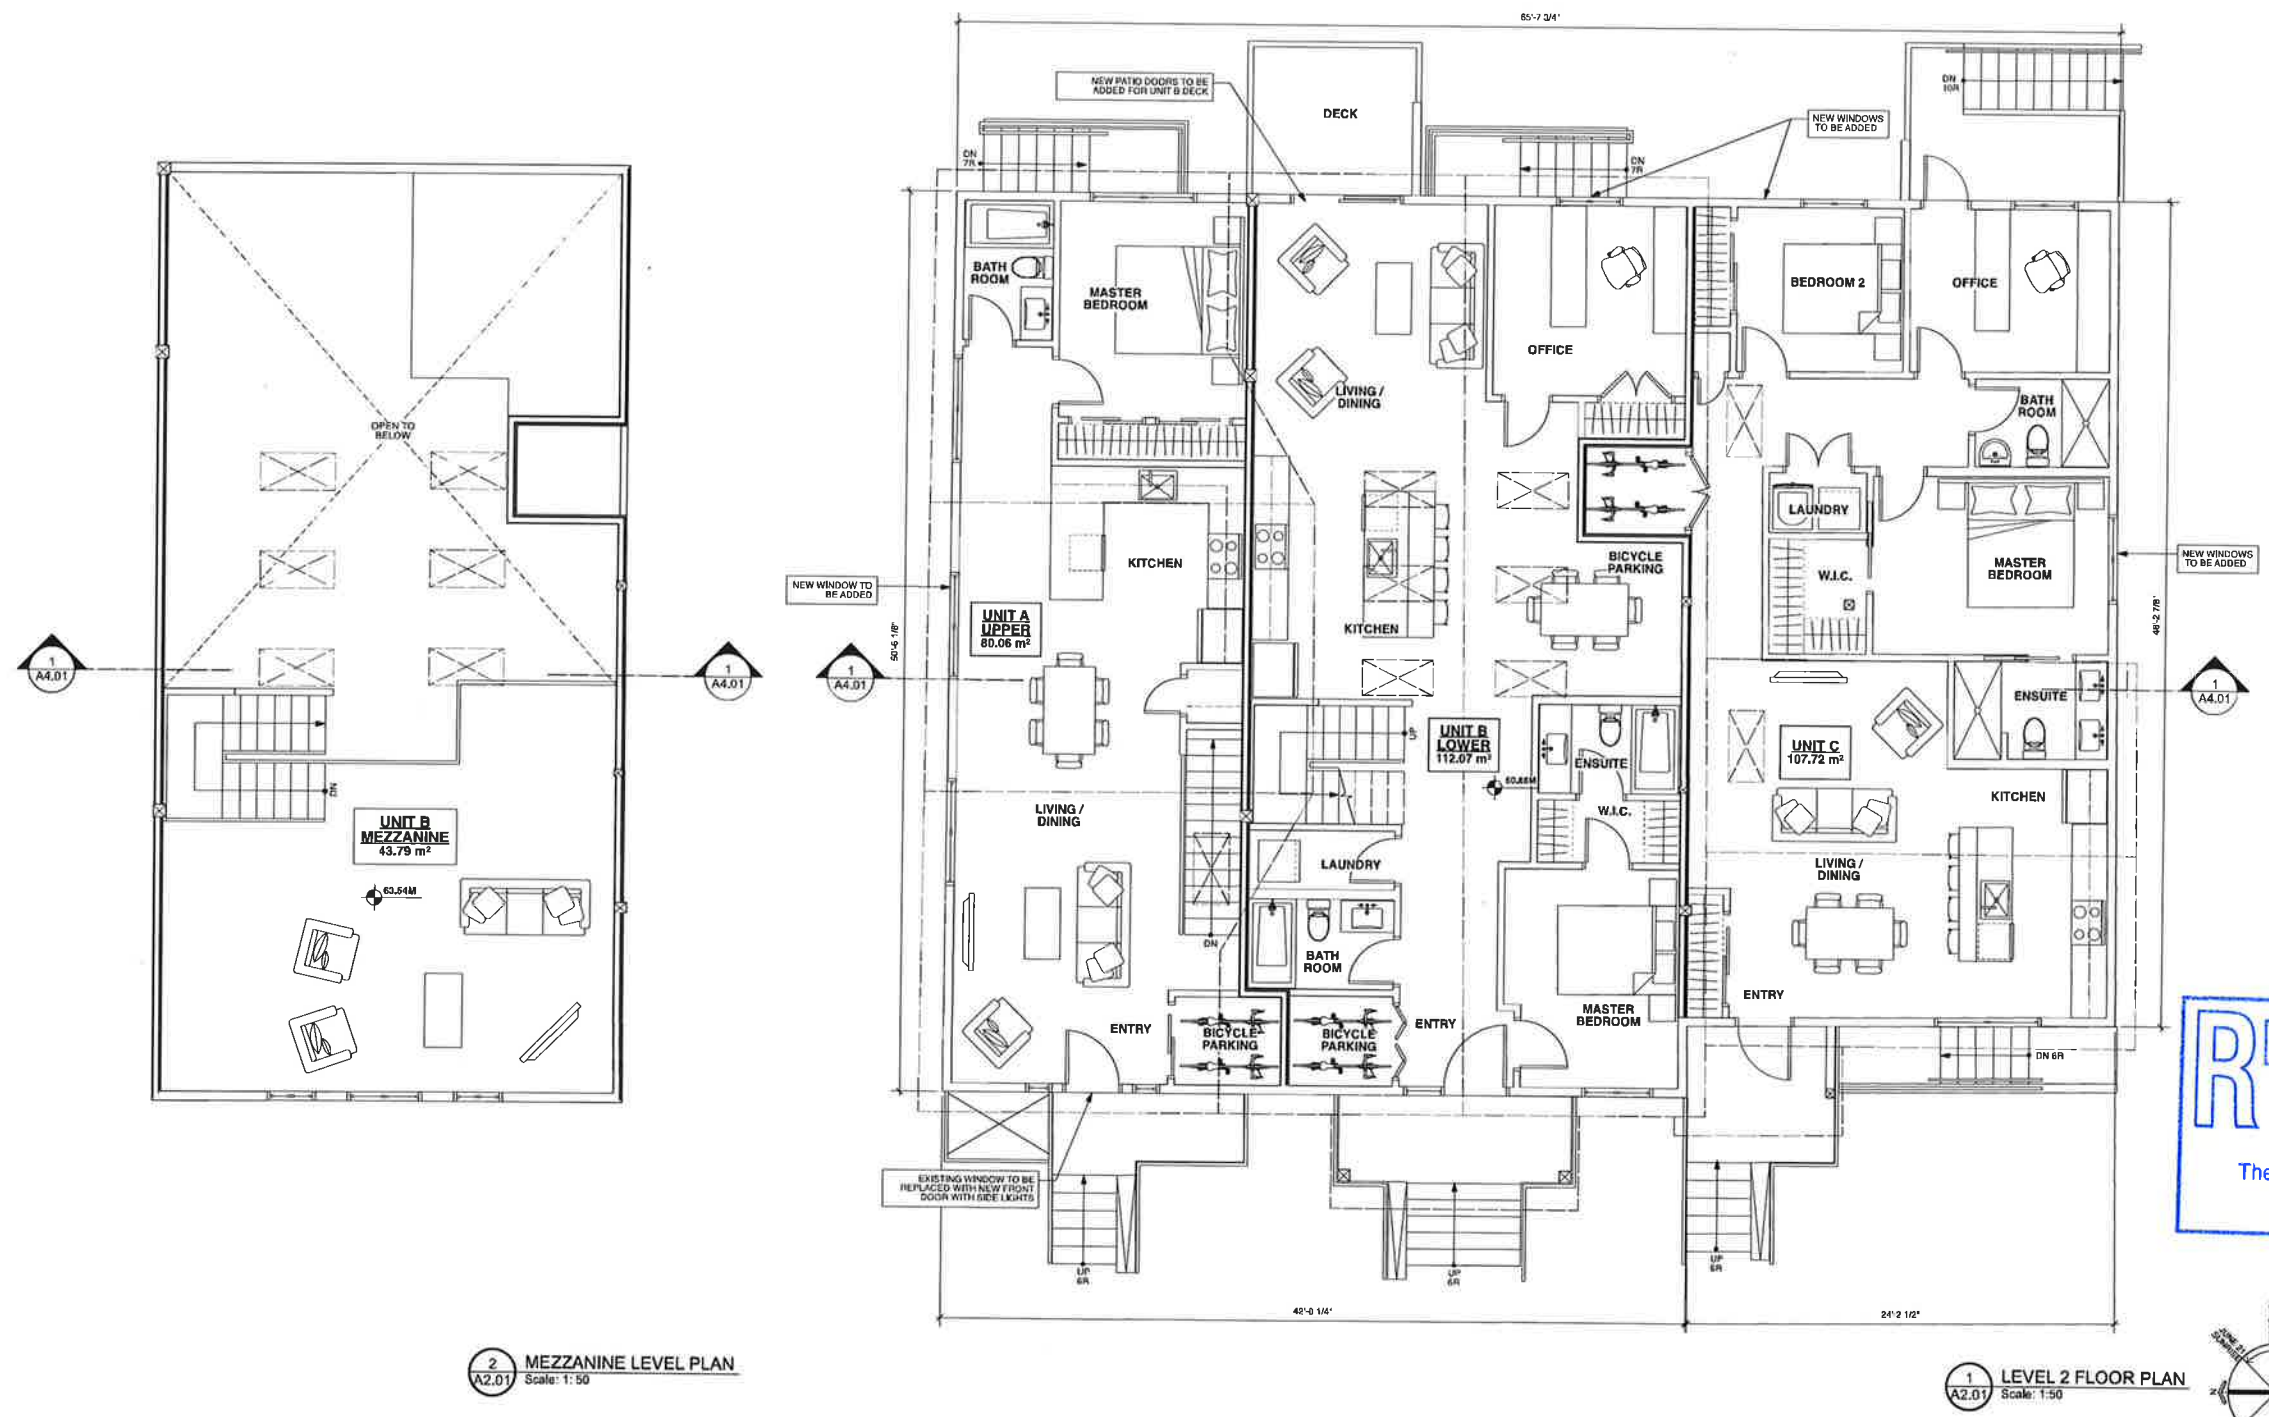 65'-7 3/4"
NEW PATIO DOORS TO BE
ADDED FOR UNIT B DECK
DECK
DN
10R
NEW WINDOWS
TO BE ADDED
DN
7R
DN
7R
BATH
ROOM
MASTER
BEDROOM
OFFICE
LIVING /
DINING
BEDROOM 2
OFFICE
BATH
ROOM
OPEN TO
BELOW
LAUNDRY
W.I.C.
MASTER
BEDROOM
NEW WINDOWS
TO BE ADDED
KITCHEN
BICYCLE
PARKING
NEW WINDOW TO
BE ADDED
UNIT A
UPPER
80.06 m²
KITCHEN
50'-6 1/8"
48'-2 7/8"
1
A4.01
1
A4.01
1
A4.01
1
A4.01
ENSUITE
UP
UNIT B
LOWER
112.07 m²
60.88M
ENSUITE
W.I.C.
UNIT C
107.72 m²
KITCHEN
DN
UNIT B
MEZZANINE
43.79 m²
63.54M
LIVING /
DINING
LAUNDRY
LIVING /
DINING
DN
BATH
ROOM
ENTRY
BICYCLE
PARKING
BICYCLE
PARKING
ENTRY
MASTER
BEDROOM
ENTRY
DN 6R
EXISTING WINDOW TO BE
REPLACED WITH NEW FRONT
DOOR WITH SIDE LIGHTS
UP
6R
UP
6R
UP
6R
The
42'-0 1/4"
24'-2 1/2"
2
A2.01
MEZZANINE LEVEL PLAN
Scale: 1:50
1
A2.01
LEVEL 2 FLOOR PLAN
Scale: 1:50
JUNE 21
SUNRISE
N